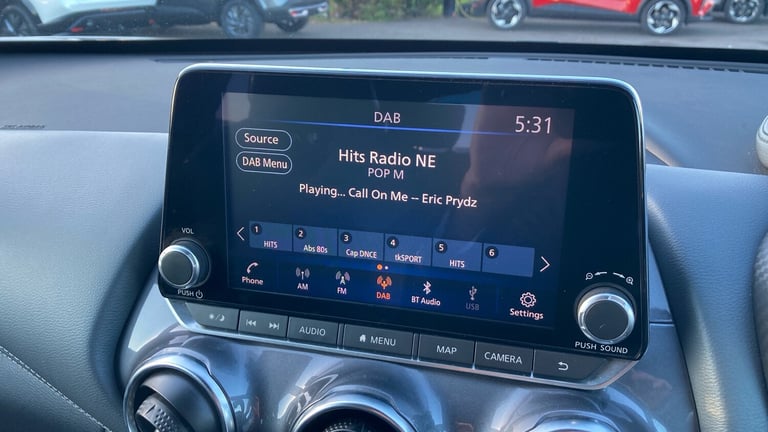 DAB
5:31
Source
DAB Menu
Hits Radio NE
POP M
Playing... Call On Me -- Eric Prydz
1 HITS
2 Abs 80s
3 Cap DNCE
4 tkSPORT
5 HITS
6
Phone
AM
FM
DAB
BT Audio
USB
Settings
VOL
PUSH
PUSH SOUND
AUDIO
MENU
MAP
CAMERA